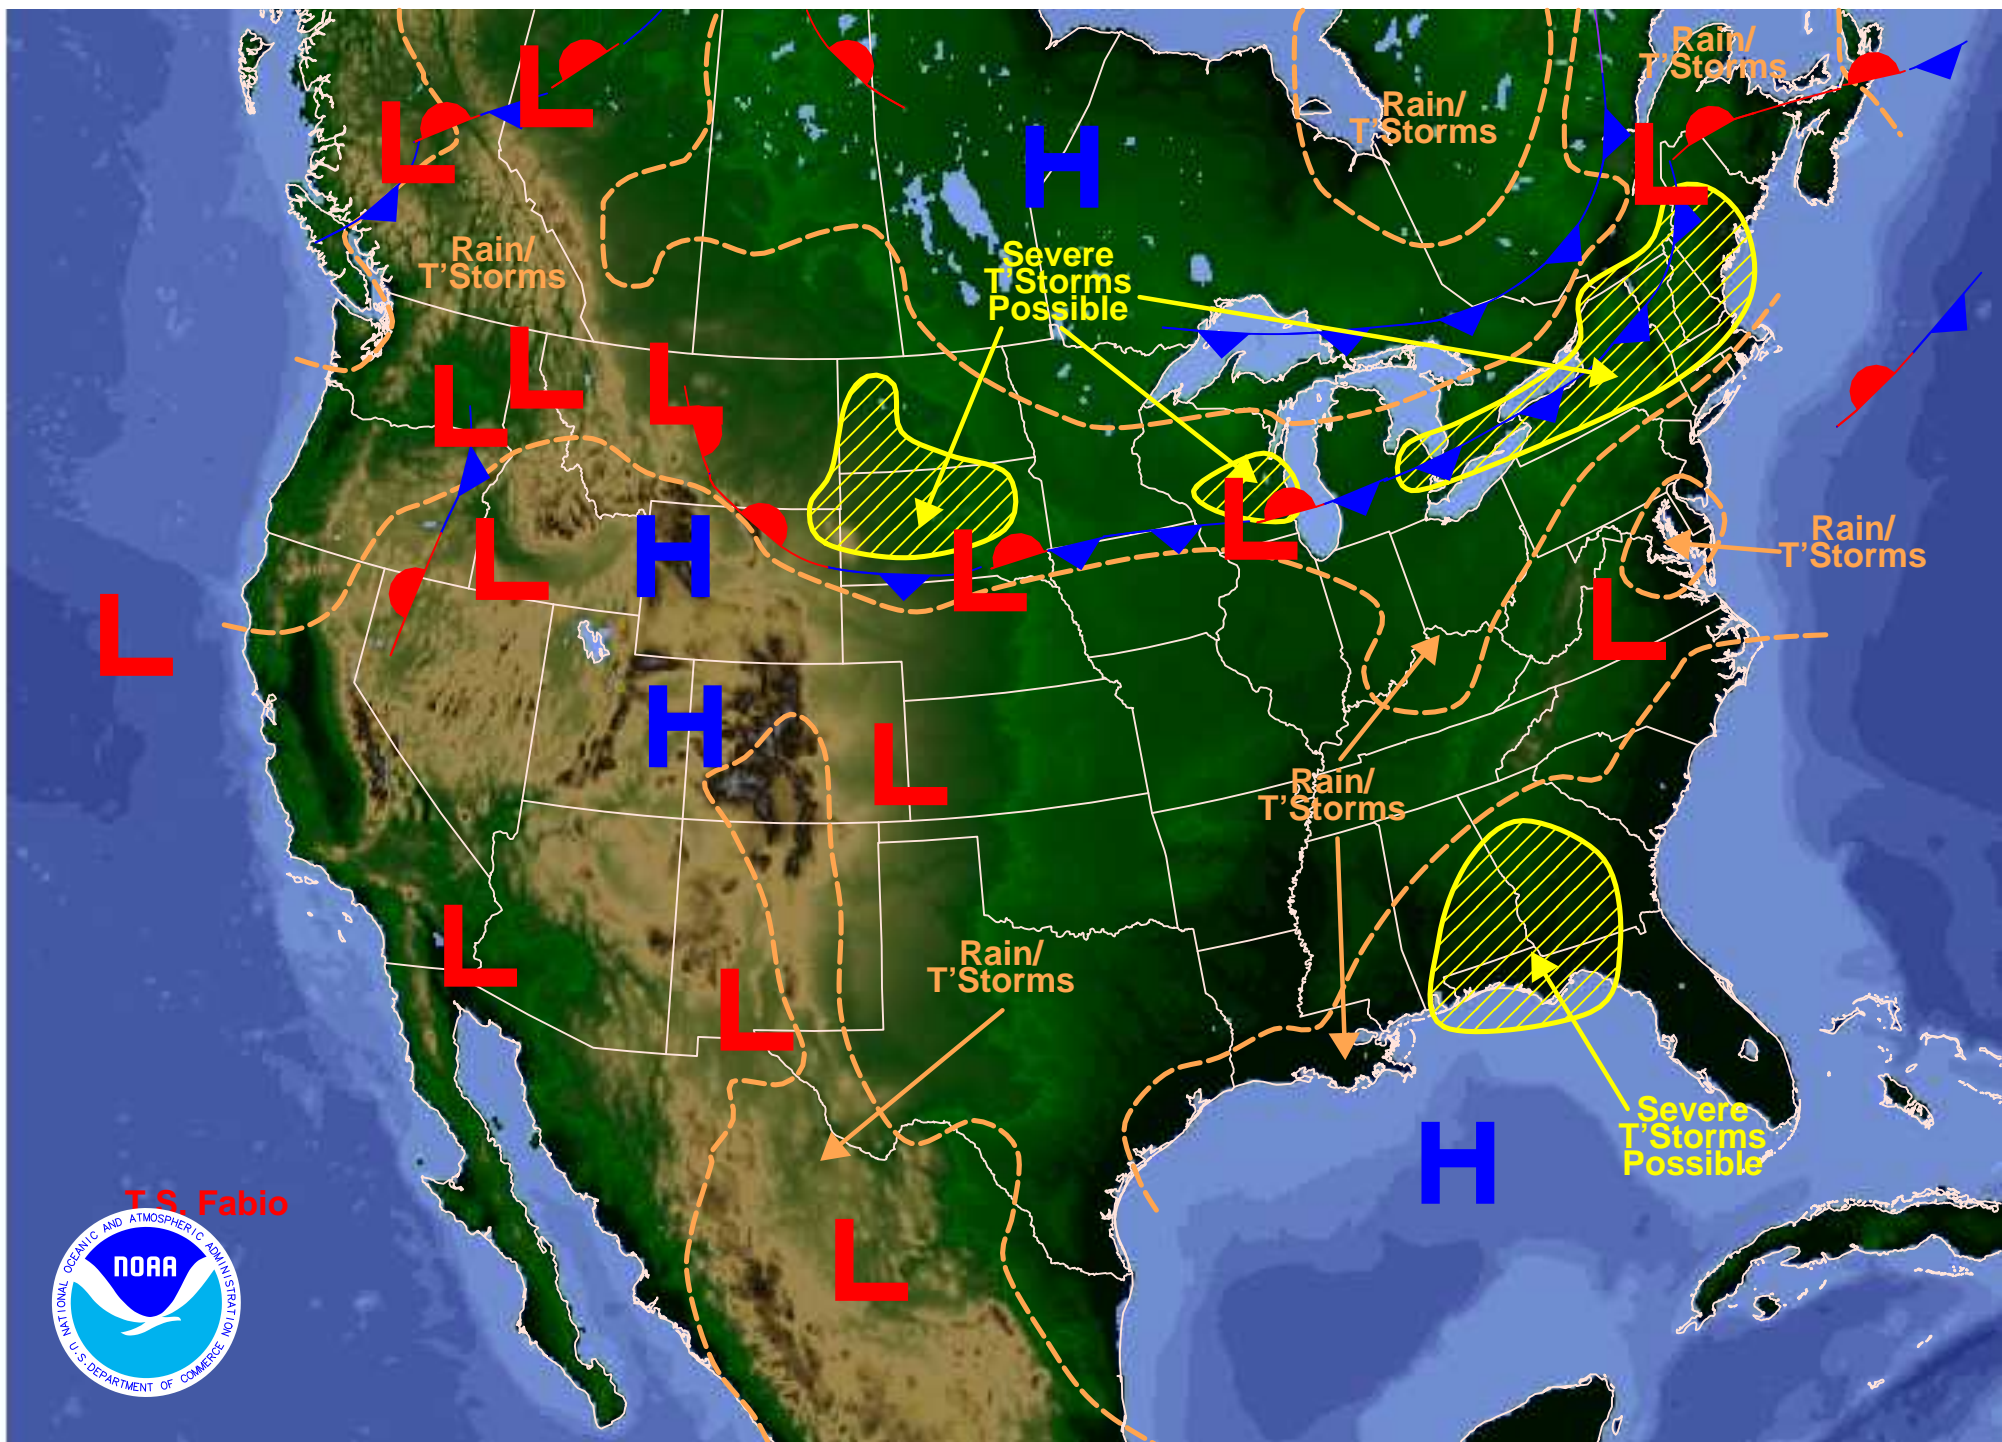 Rain/
T'Storms
Rain/
T'Storms
L
L
L
H
L
Rain/
T'Storms
Severe
T'Storms
Possible
L
L
L
L
L
L
H
L
Rain/
T'Storms
L
L
H
L
Rain/
T'Storms
L
Rain/
T'Storms
L
Severe
T'Storms
Possible
H
L
T.S. Fabio
NATIONAL OCEANIC AND ATMOSPHERIC ADMINISTRATION
NOAA
U.S. DEPARTMENT OF COMMERCE